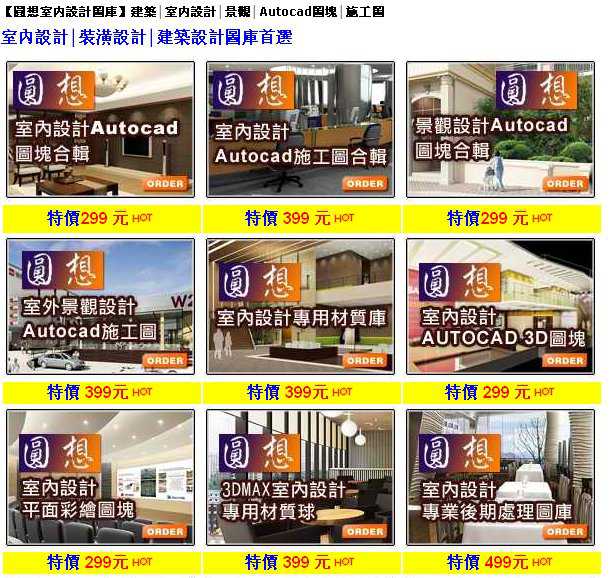 【圓想室內設計圖庫】建築|室內設計|景觀|Autocad圖塊|施工圖
室內設計|裝潢設計|建築設計圖庫首選
圓想
室內設計Autocad
圖塊合輯
ORDER
特價299 元 HOT
圓想
室內設計
Autocad施工圖合輯
ORDER
特價 399 元 HOT
圓想
景觀設計Autocad
圖塊合輯
ORDER
特價299 元 HOT
圓想
室外景觀設計
Autocad施工圖
ORDER
特價 399元 HOT
圓想
室內設計專用材質庫
ORDER
特價 399元 HOT
圓想
室內設計
AUTOCAD 3D圖塊
ORDER
特價 299 元 HOT
圓想
室內設計
平面彩繪圖塊
ORDER
特價 299元 HOT
圓想
3DMAX室內設計
專用材質球
ORDER
特價 399 元 HOT
圓想
室內設計
專業後期處理圖庫
ORDER
特價 499元 HOT